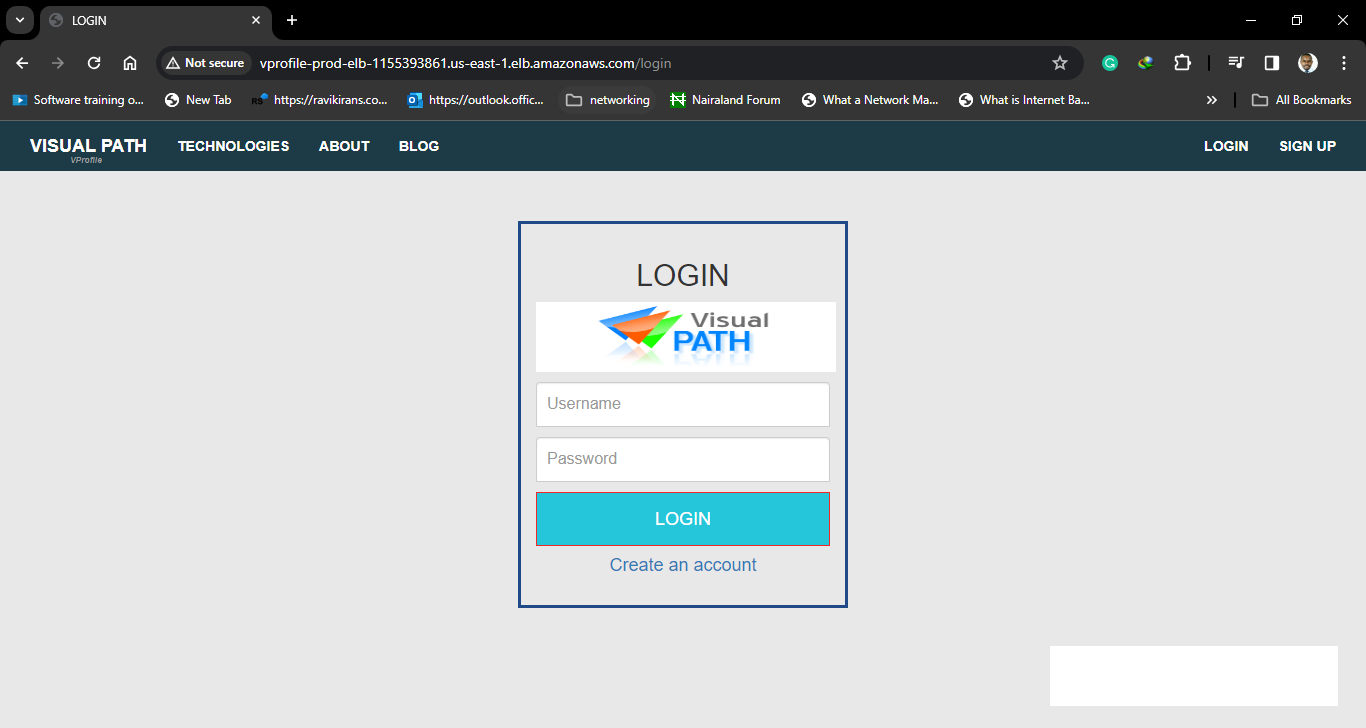 LOGIN
Not secure
vprofile-prod-elb-1155393861.us-east-1.elb.amazonaws.com/login
Software training o...
New Tab
RS
https://ravikirans.co...
https://outlook.offic...
networking
Nairaland Forum
What a Network Ma...
What is Internet Ba...
All Bookmarks
VISUAL PATH
VProfile
TECHNOLOGIES
ABOUT
BLOG
LOGIN
SIGN UP
LOGIN
Visual
PATH
Username
Password
LOGIN
Create an account